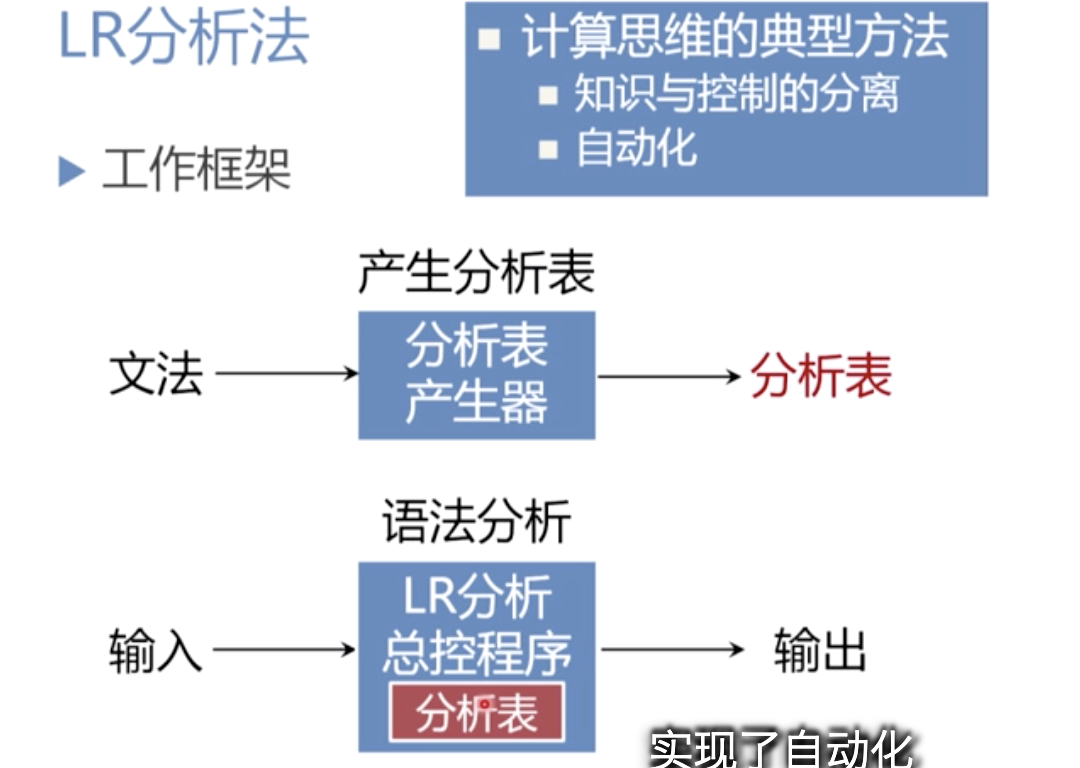 LR分析法
计算思维的典型方法
知识与控制的分离
自动化
工作框架
产生分析表
文法
分析表
产生器
分析表
语法分析
输入
LR分析
总控程序
分析表
输出
实现了自动化